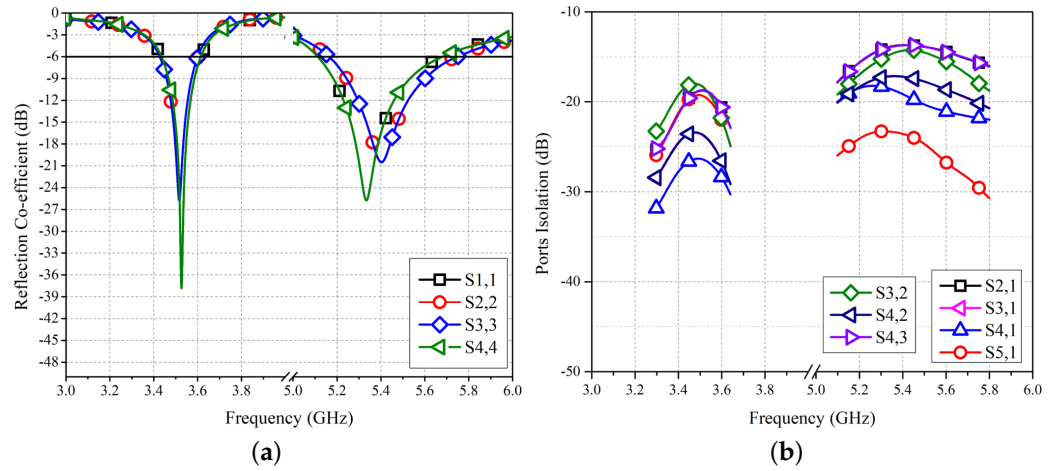 0
-3
-6
-9
-12
-15
-18
-21
-24
-27
-30
-33
-36
-39
-42
-45
-48
Reflection Co-efficient (dB)
S1,1
S2,2
S3,3
S4,4
3.0 3.2 3.4 3.6 3.8 5.0 5.2 5.4 5.6 5.8 6.0
Frequency (GHz)
(a)
-10
-20
-30
-40
-50
Ports Isolation (dB)
S3,2
S4,2
S4,3
S2,1
S3,1
S4,1
S5,1
3.0 3.2 3.4 3.6 3.8 4.0 5.0 5.2 5.4 5.6 5.8 6.0
Frequency (GHz)
(b)